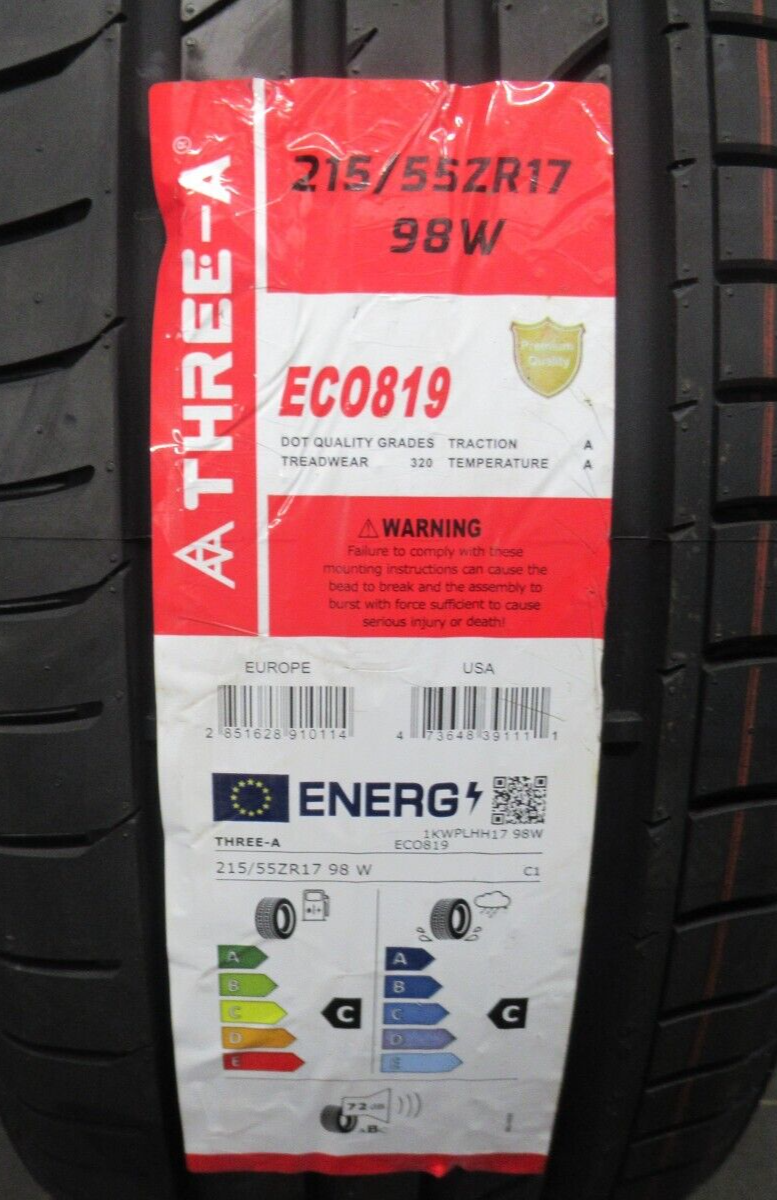 THREE-A®
215/55ZR17
98W
Premium
Quality
ECO819
DOT QUALITY GRADES TRACTION A
TREADWEAR 320 TEMPERATURE A
⚠WARNING
Failure to comply with these
mounting instructions can cause the
bead to break and the assembly to
burst with force sufficient to cause
serious injury or death!
EUROPE USA
2 851628 910114 4 73648 39111 1
ENERG
1KWPLHH17 98W
THREE-A ECO819
215/55ZR17 98 W C1
A A
B B
C C C C
D D
E E
72 dB
ABC